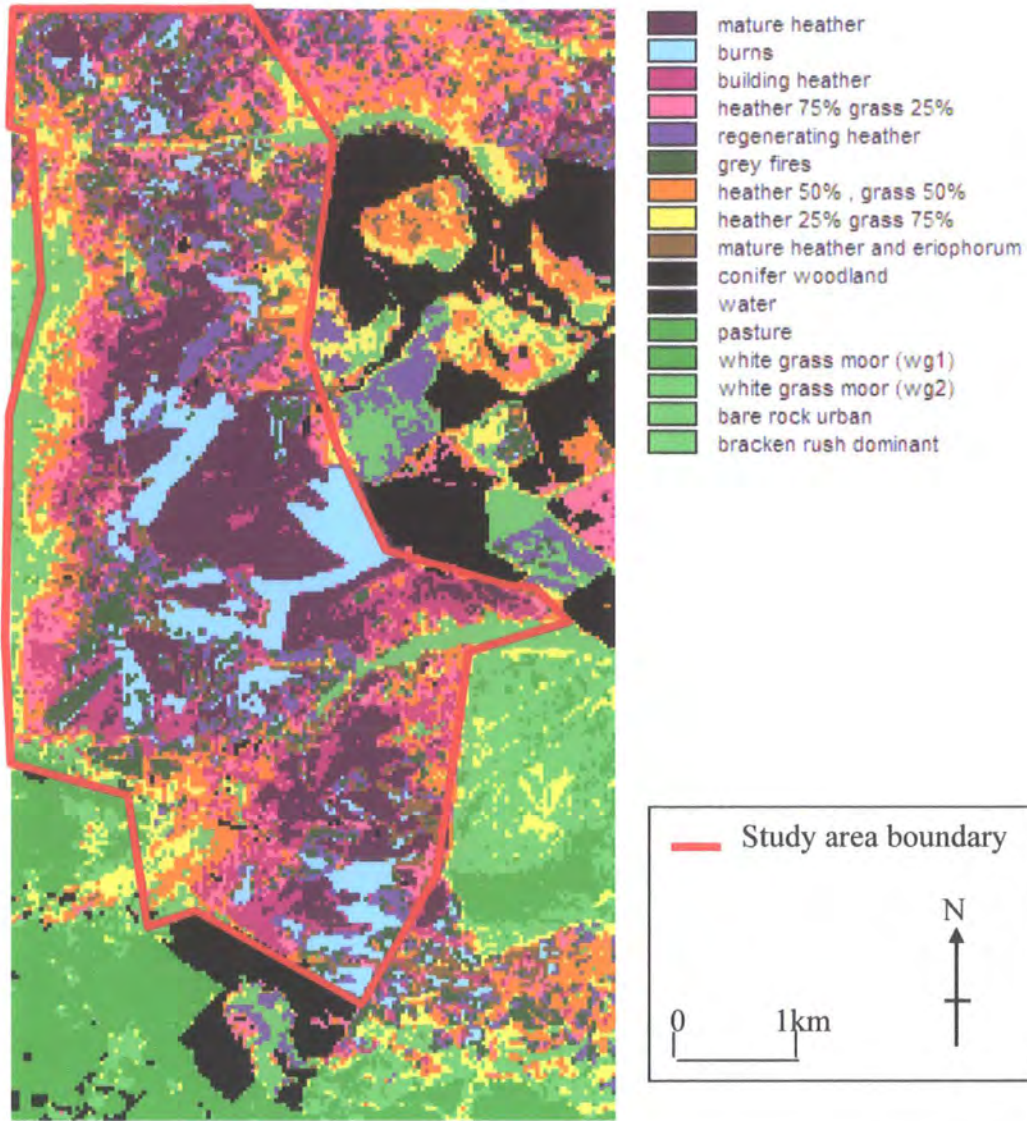 mature heather
burns
building heather
heather 75% grass 25%
regenerating heather
grey fires
heather 50% , grass 50%
heather 25% grass 75%
mature heather and eriophorum
conifer woodland
water
pasture
white grass moor (wg1)
white grass moor (wg2)
bare rock urban
bracken rush dominant
Study area boundary
N
0 1km